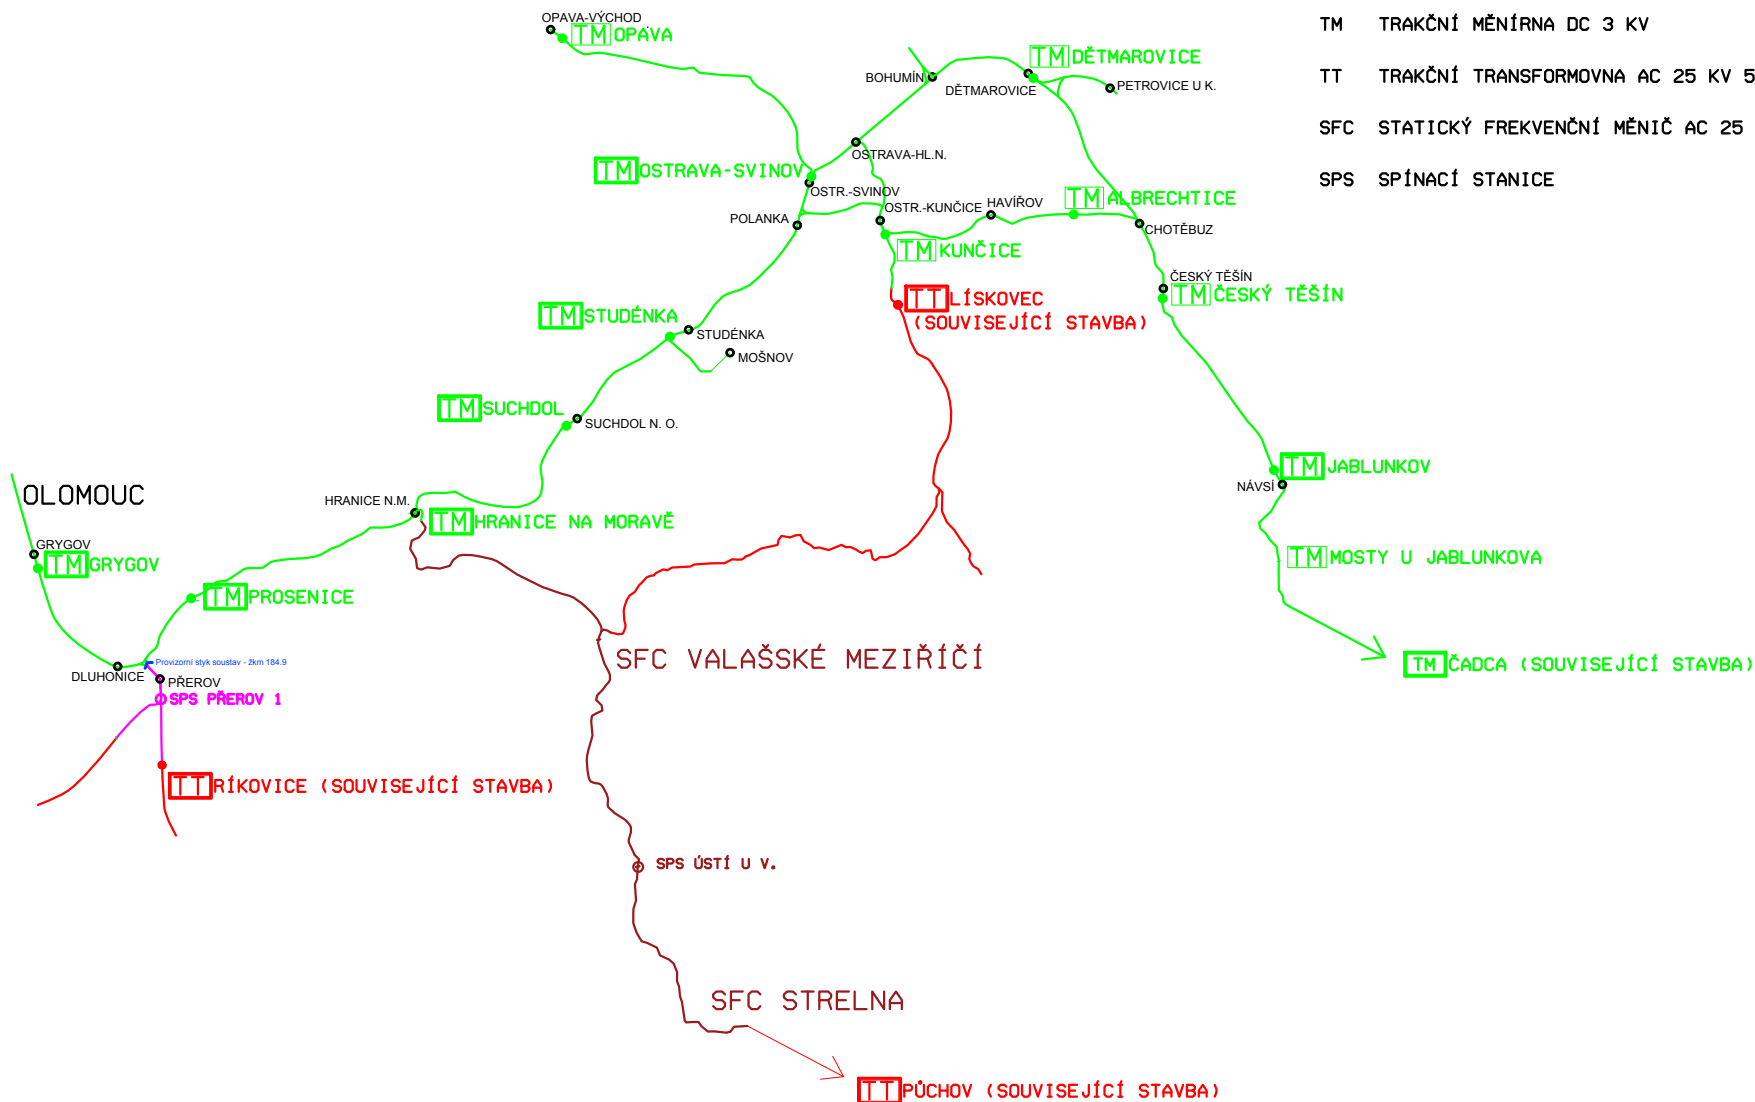 OPAVA-VÝCHOD
TM OPAVA
TM TRAKČNÍ MĚNÍRNA DC 3 KV
TM DĚTMAROVICE
BOHUMÍN
DĚTMAROVICE
PETROVICE U K.
TT TRAKČNÍ TRANSFORMOVNA AC 25 KV 5
SFC STATICKÝ FREKVENČNÍ MĚNIČ AC 25
SPS SPÍNACÍ STANICE
OSTRAVA-HL.N.
TM OSTRAVA-SVINOV
OSTR.-SVINOV
POLANKA
OSTR.-KUNČICE
HAVÍŘOV
TM ALBRECHTICE
CHOTĚBUZ
TM KUNČICE
ČESKÝ TĚŠÍN
TM ČESKÝ TĚŠÍN
TT LÍSKOVEC
(SOUVISEJÍCÍ STAVBA)
TM STUDÉNKA
STUDÉNKA
MOŠNOV
TM SUCHDOL
SUCHDOL N. O.
TM JABLUNKOV
NÁVSÍ
OLOMOUC
HRANICE N.M.
TM HRANICE NA MORAVĚ
GRYGOV
TM GRYGOV
TM MOSTY U JABLUNKOVA
TM PROSENICE
SFC VALAŠSKÉ MEZIŘÍČÍ
TM ČADCA (SOUVISEJÍCÍ STAVBA)
Provizorní styk soustav - žkm 184.9
DLUHONICE
PŘEROV
SPS PŘEROV 1
TT RÍKOVICE (SOUVISEJÍCÍ STAVBA)
SPS ÚSTÍ U V.
SFC STRELNA
TT PÚCHOV (SOUVISEJÍCÍ STAVBA)